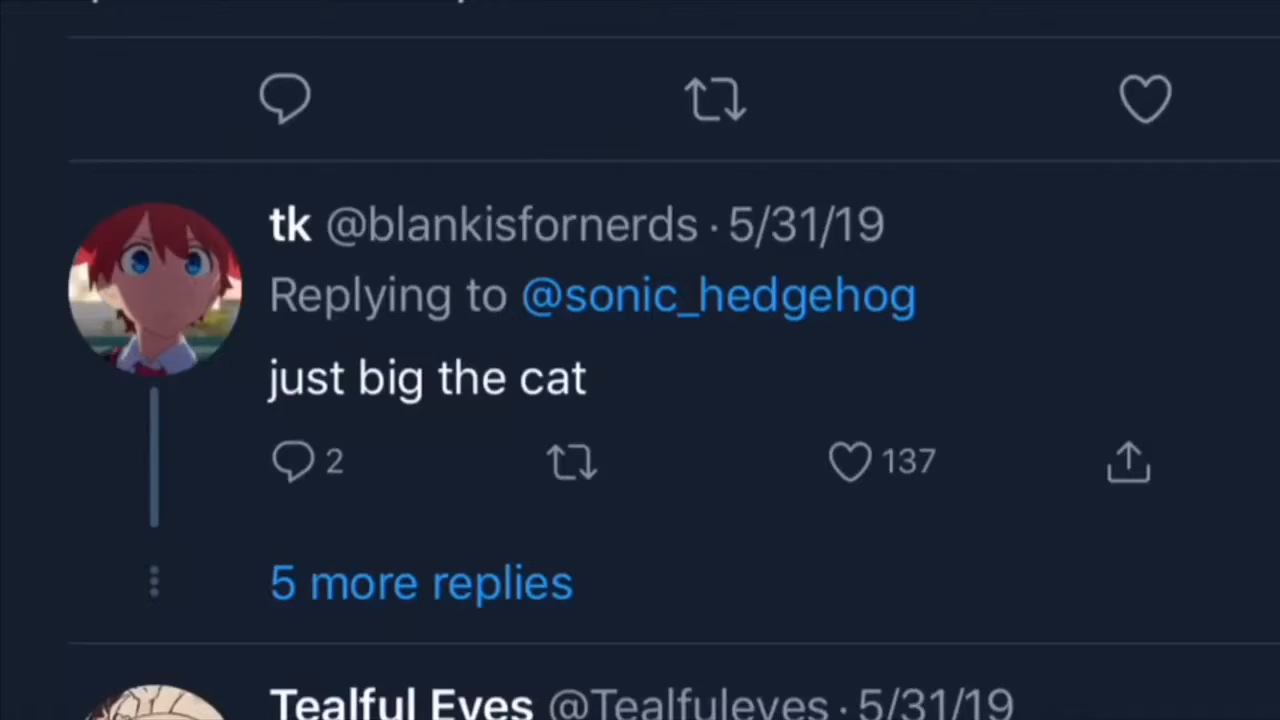 tk @blankisfornerds · 5/31/19
Replying to @sonic_hedgehog
just big the cat
2 137
5 more replies
Tealful Eyes @Tealfuleyes · 5/31/19